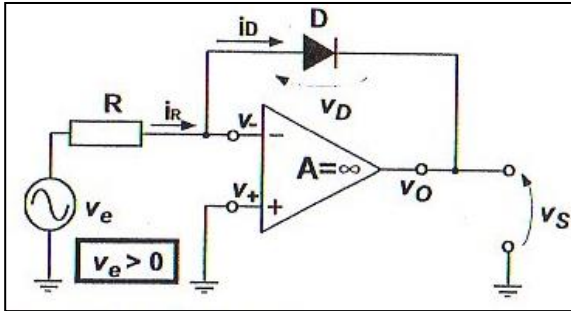 iD D
vD
R iR v-
A=∞
v+ vO
ve vS
ve > 0
- +